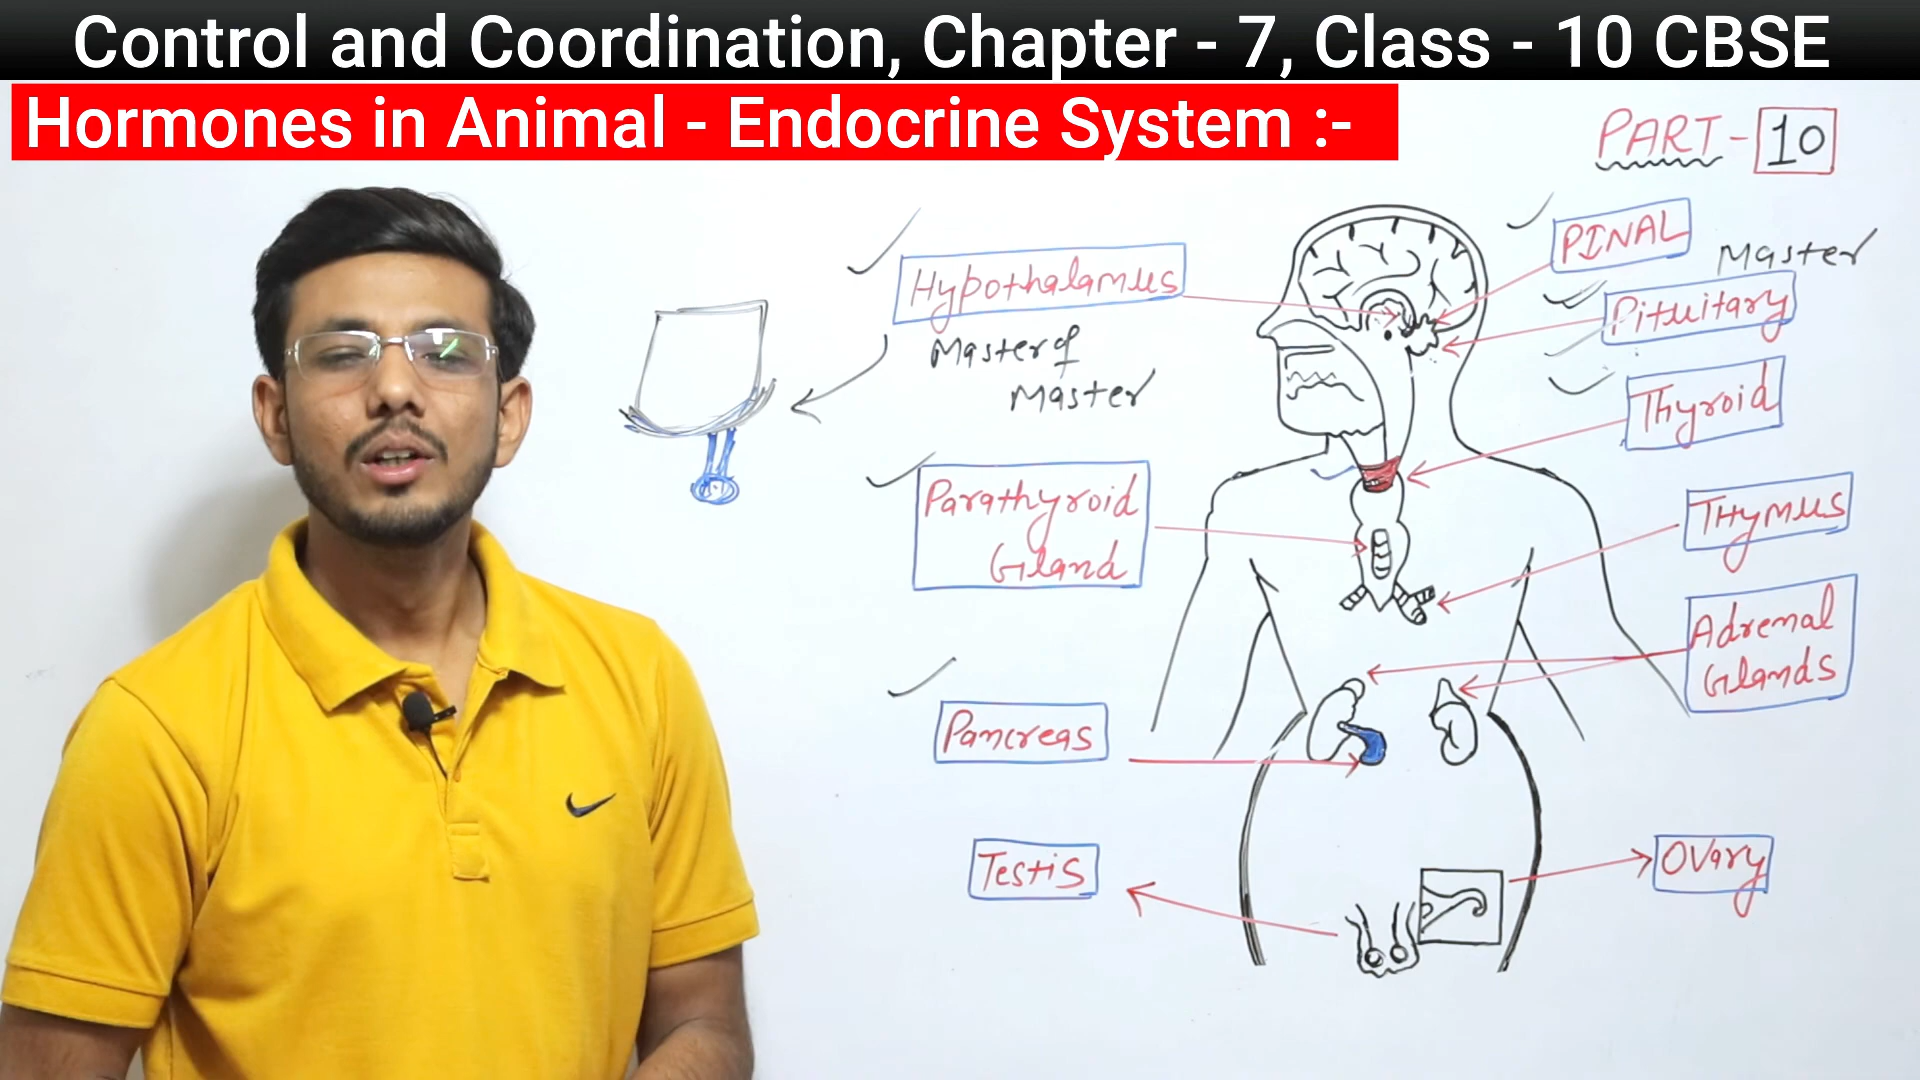 Control and Coordination, Chapter - 7, Class - 10 CBSE
Hormones in Animal - Endocrine System :-
PART - 10
Hypothalamus
Master of
Master
Parathyroid
Gland
Pancreas
Testis
PINAL
Master
Pituitary
Thyroid
THymus
Adrenal
Glands
Ovary